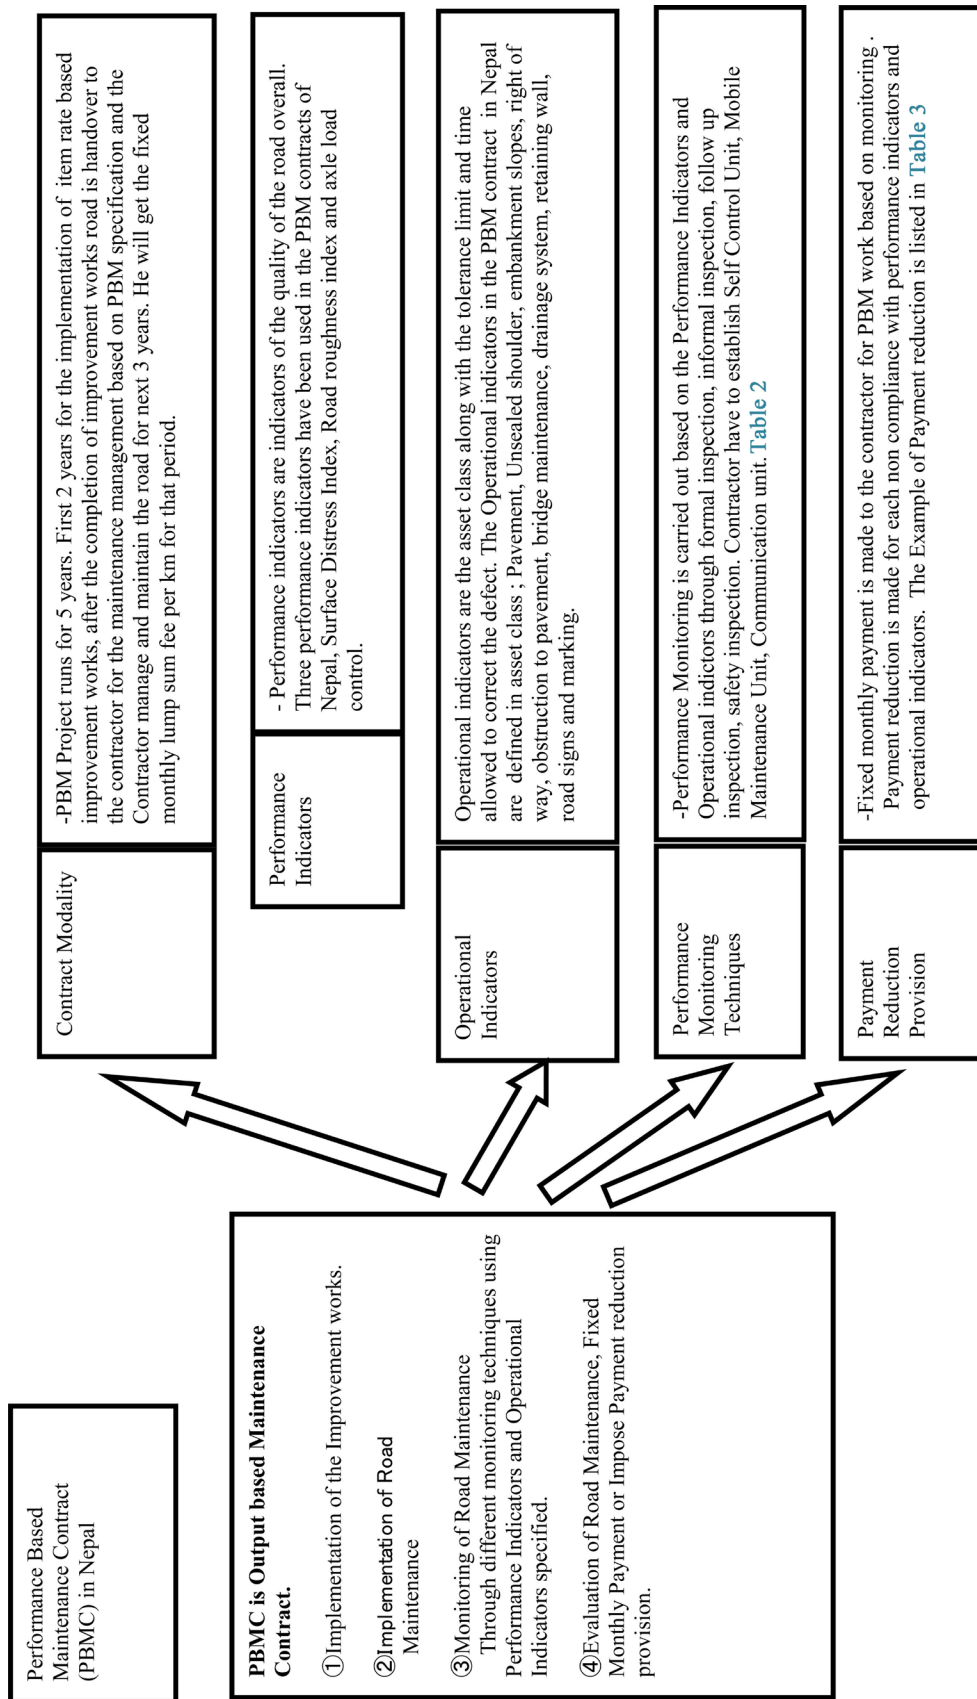 Performance Based
Maintenance Contract
(PBMC) in Nepal
PBMC is Output based Maintenance
Contract.
①Implementation of the Improvement works.
②Implementation of Road
Maintenance
③Monitoring of Road Maintenance
Through different monitoring techniques using
Performance Indicators and Operational
Indicators specified.
④Evaluation of Road Maintenance, Fixed
Monthly Payment or Impose Payment reduction
provision.
Contract Modality
-PBM Project runs for 5 years. First 2 years for the implementation of item rate based
improvement works, after the completion of improvement works road is handover to
the contractor for the maintenance management based on PBM specification and the
Contractor manage and maintain the road for next 3 years. He will get the fixed
monthly lump sum fee per km for that period.
Performance
Indicators
- Performance indicators are indicators of the quality of the road overall.
Three performance indicators have been used in the PBM contracts of
Nepal, Surface Distress Index, Road roughness index and axle load
control.
Operational
Indicators
Operational indicators are the asset class along with the tolerance limit and time
allowed to correct the defect. The Operational indicators in the PBM contract in Nepal
are defined in asset class ; Pavement, Unsealed shoulder, embankment slopes, right of
way, obstruction to pavement, bridge maintenance, drainage system, retaining wall,
road signs and marking.
Performance
Monitoring
Techniques
-Performance Monitoring is carried out based on the Performance Indicators and
Operational indictors through formal inspection, informal inspection, follow up
inspection, safety inspection. Contractor have to establish Self Control Unit, Mobile
Maintenance Unit, Communication unit. Table 2
Payment
Reduction
Provision
-Fixed monthly payment is made to the contractor for PBM work based on monitoring .
Payment reduction is made for each non compliance with performance indicators and
operational indicators. The Example of Payment reduction is listed in Table 3